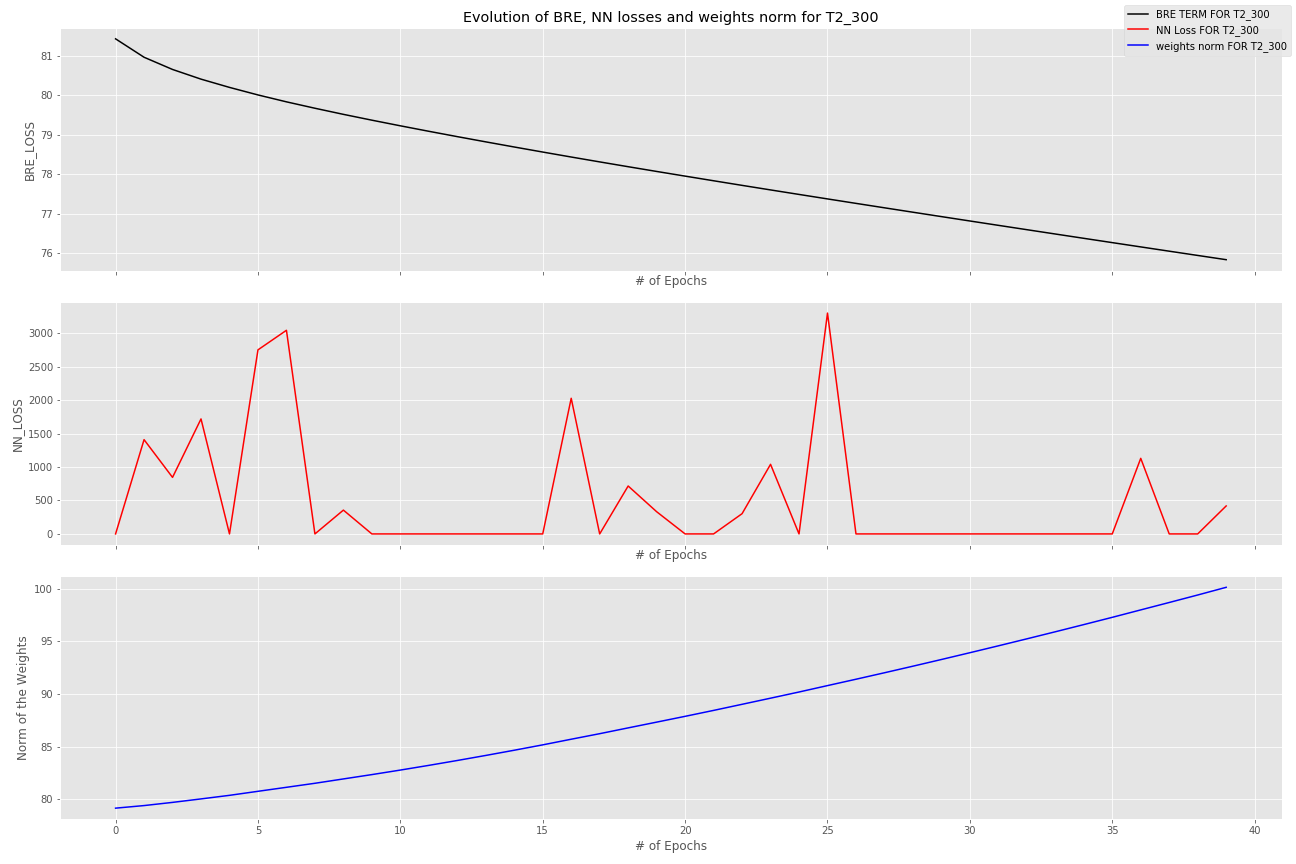 Evolution of BRE, NN losses and weights norm for T2_300
BRE TERM FOR T2_300
NN Loss FOR T2_300
weights norm FOR T2_300
BRE_LOSS
81
80
79
78
77
76
# of Epochs
NN_LOSS
3000
2500
2000
1500
1000
500
0
# of Epochs
Norm of the Weights
100
95
90
85
80
0 5 10 15 20 25 30 35 40
# of Epochs